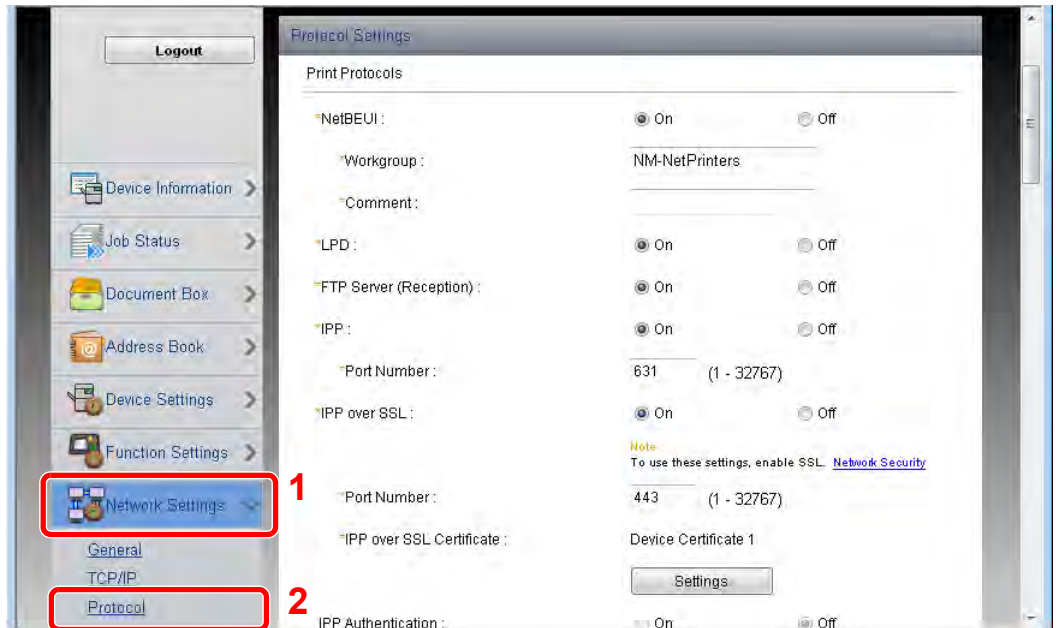 Logout
Protocol Settings
Print Protocols
*NetBEUI : On Off
*Workgroup : NM-NetPrinters
*Comment :
*LPD : On Off
*FTP Server (Reception) : On Off
*IPP : On Off
*Port Number : 631 (1 - 32767)
*IPP over SSL : On Off
Note
To use these settings, enable SSL. Network Security
*Port Number : 443 (1 - 32767)
*IPP over SSL Certificate : Device Certificate 1
Settings
IPP Authentication : On Off
Device Information
Job Status
Document Box
Address Book
Device Settings
Function Settings
Network Settings 1
General
TCP/IP
Protocol 2